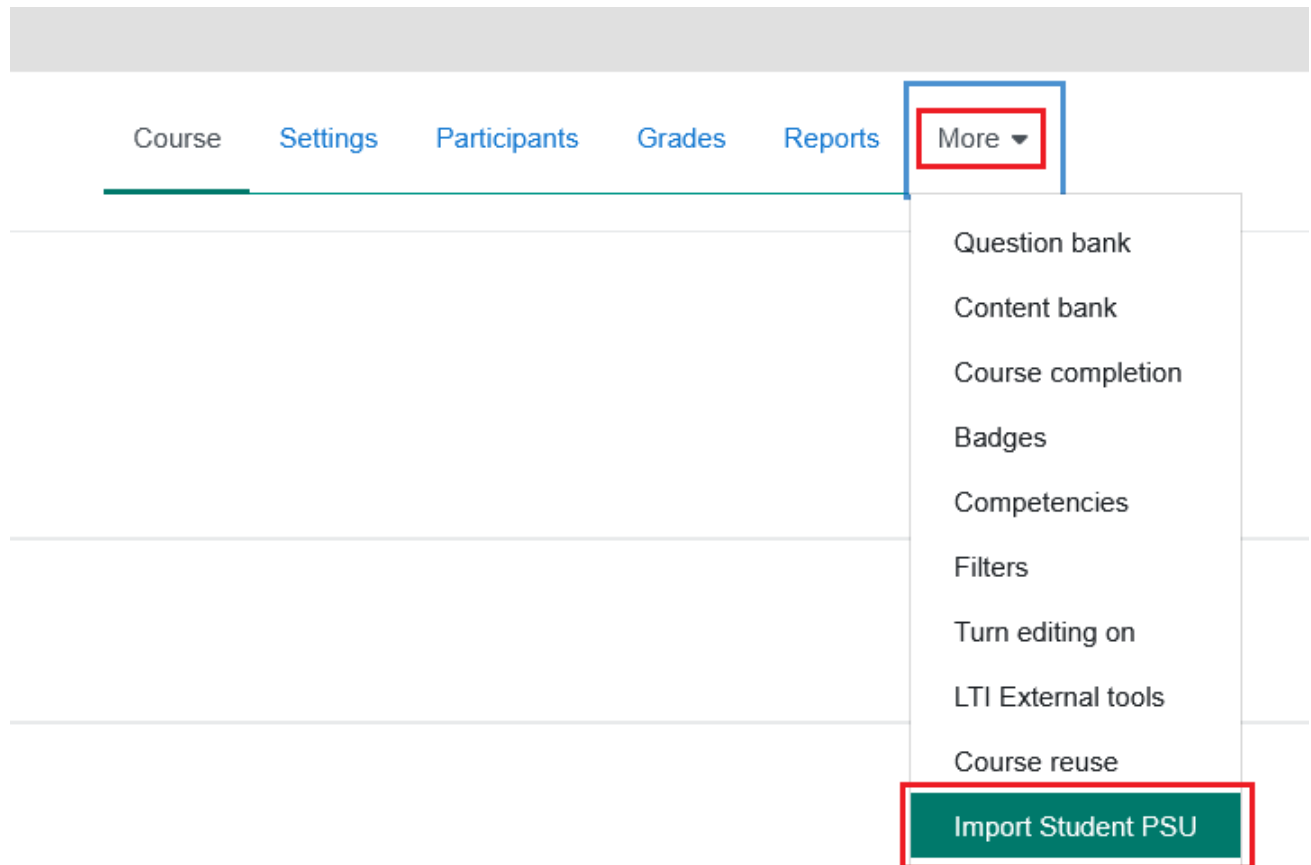 Course Settings Participants Grades Reports More
Question bank
Content bank
Course completion
Badges
Competencies
Filters
Turn editing on
LTI External tools
Course reuse
Import Student PSU